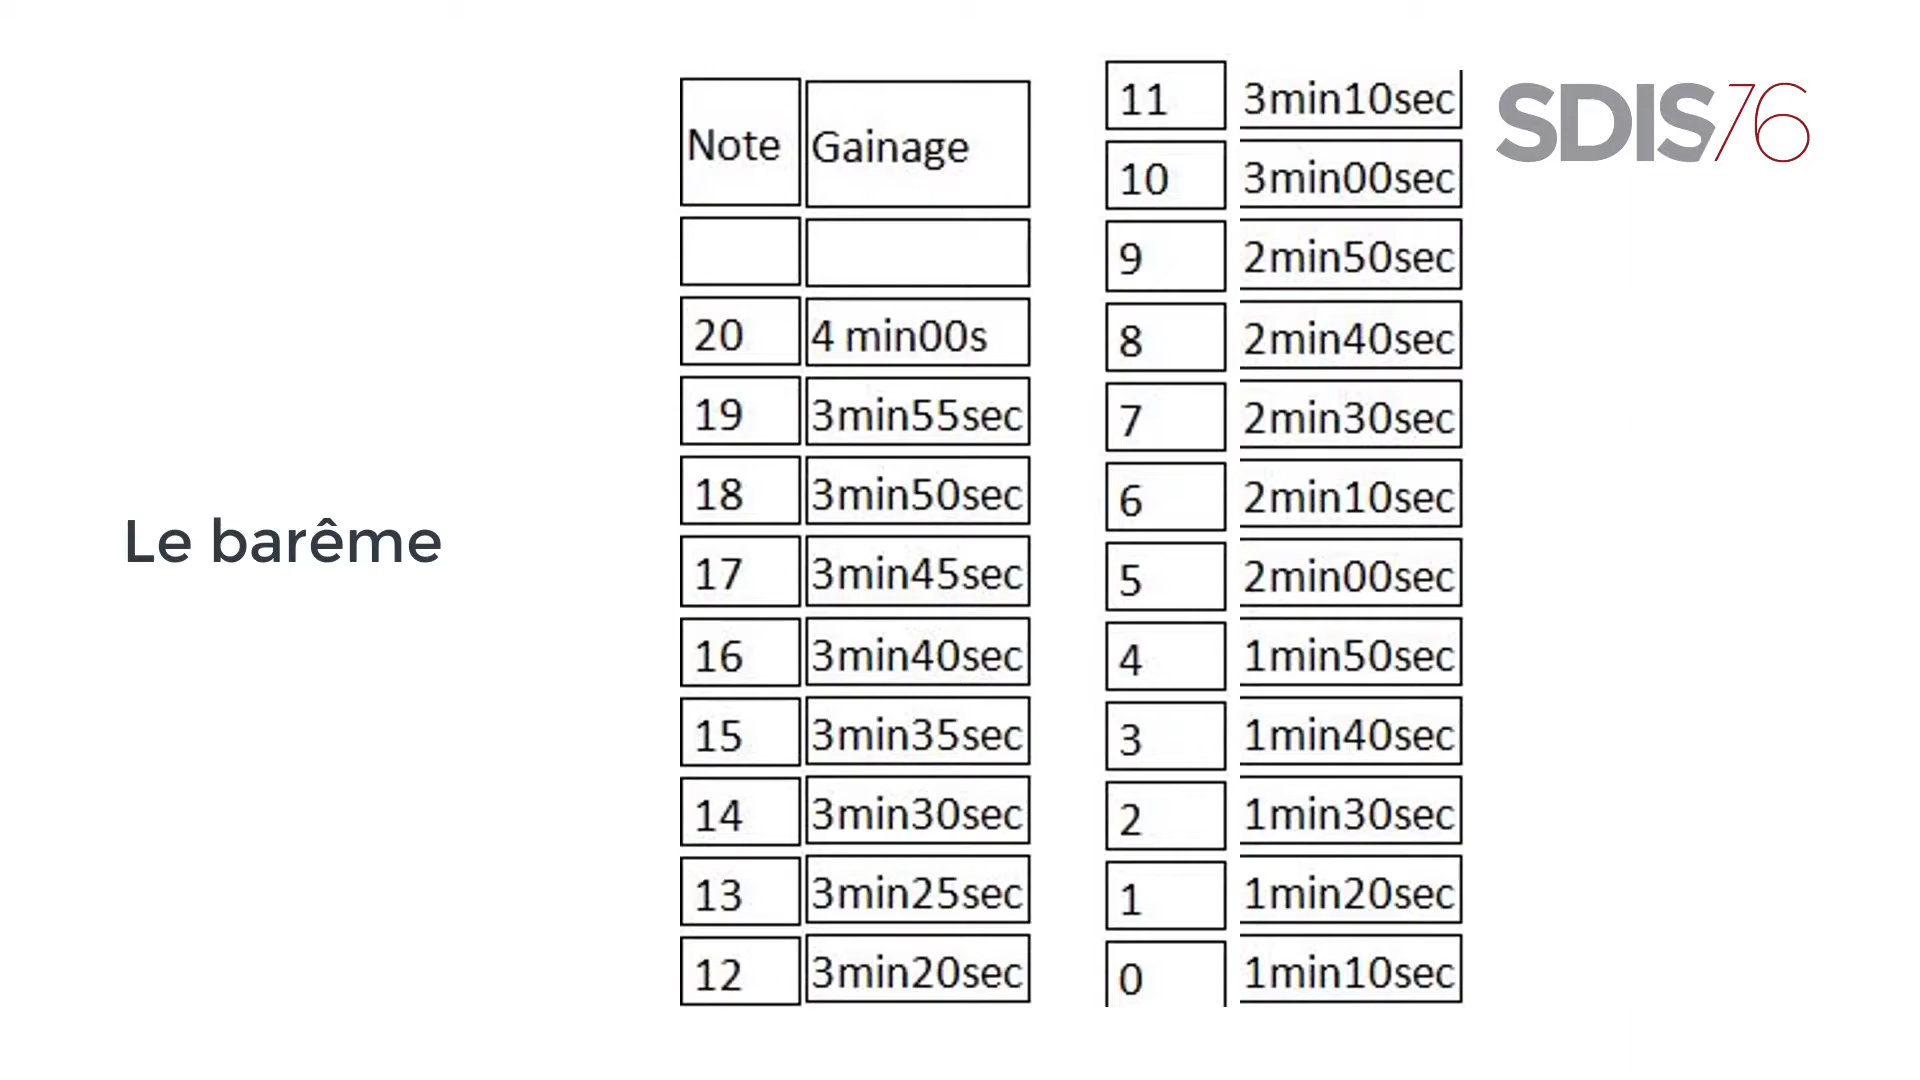 Le barême
Note Gainage
20 4 min00s
19 3min55sec
18 3min50sec
17 3min45sec
16 3min40sec
15 3min35sec
14 3min30sec
13 3min25sec
12 3min20sec
11 3min10sec
10 3min00sec
9 2min50sec
8 2min40sec
7 2min30sec
6 2min10sec
5 2min00sec
4 1min50sec
3 1min40sec
2 1min30sec
1 1min20sec
0 1min10sec
SDIS76